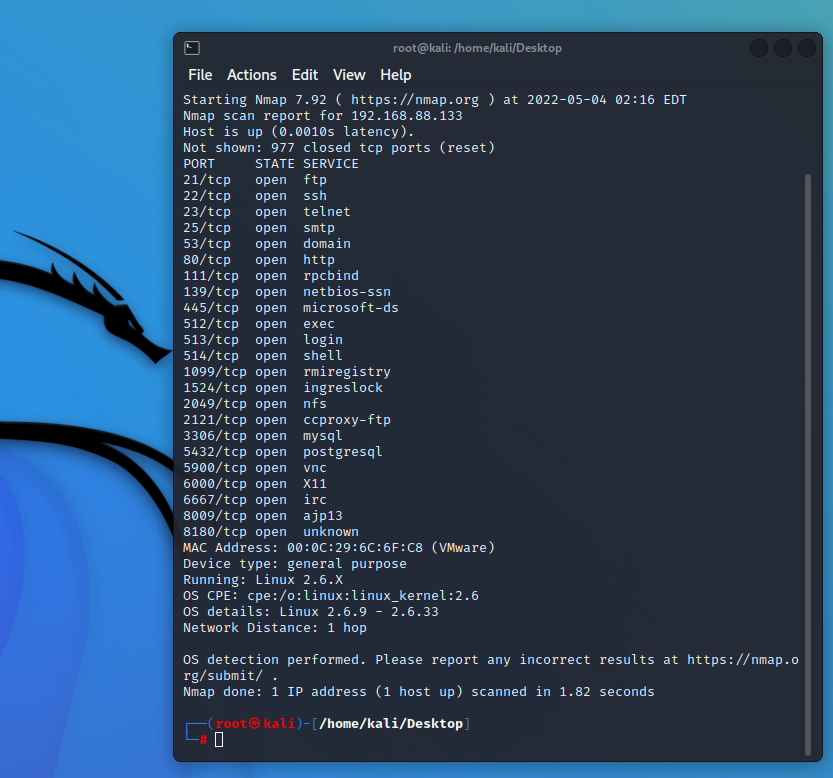 root@kali: /home/kali/Desktop
File Actions Edit View Help
Starting Nmap 7.92 ( https://nmap.org ) at 2022-05-04 02:16 EDT
Nmap scan report for 192.168.88.133
Host is up (0.0010s latency).
Not shown: 977 closed tcp ports (reset)
PORT     STATE SERVICE
21/tcp   open  ftp
22/tcp   open  ssh
23/tcp   open  telnet
25/tcp   open  smtp
53/tcp   open  domain
80/tcp   open  http
111/tcp  open  rpcbind
139/tcp  open  netbios-ssn
445/tcp  open  microsoft-ds
512/tcp  open  exec
513/tcp  open  login
514/tcp  open  shell
1099/tcp open  rmiregistry
1524/tcp open  ingreslock
2049/tcp open  nfs
2121/tcp open  ccproxy-ftp
3306/tcp open  mysql
5432/tcp open  postgresql
5900/tcp open  vnc
6000/tcp open  X11
6667/tcp open  irc
8009/tcp open  ajp13
8180/tcp open  unknown
MAC Address: 00:0C:29:6C:6F:C8 (VMware)
Device type: general purpose
Running: Linux 2.6.X
OS CPE: cpe:/o:linux:linux_kernel:2.6
OS details: Linux 2.6.9 - 2.6.33
Network Distance: 1 hop
OS detection performed. Please report any incorrect results at https://nmap.o
rg/submit/ .
Nmap done: 1 IP address (1 host up) scanned in 1.82 seconds
┌──(root㉿kali)-[/home/kali/Desktop]
└─#